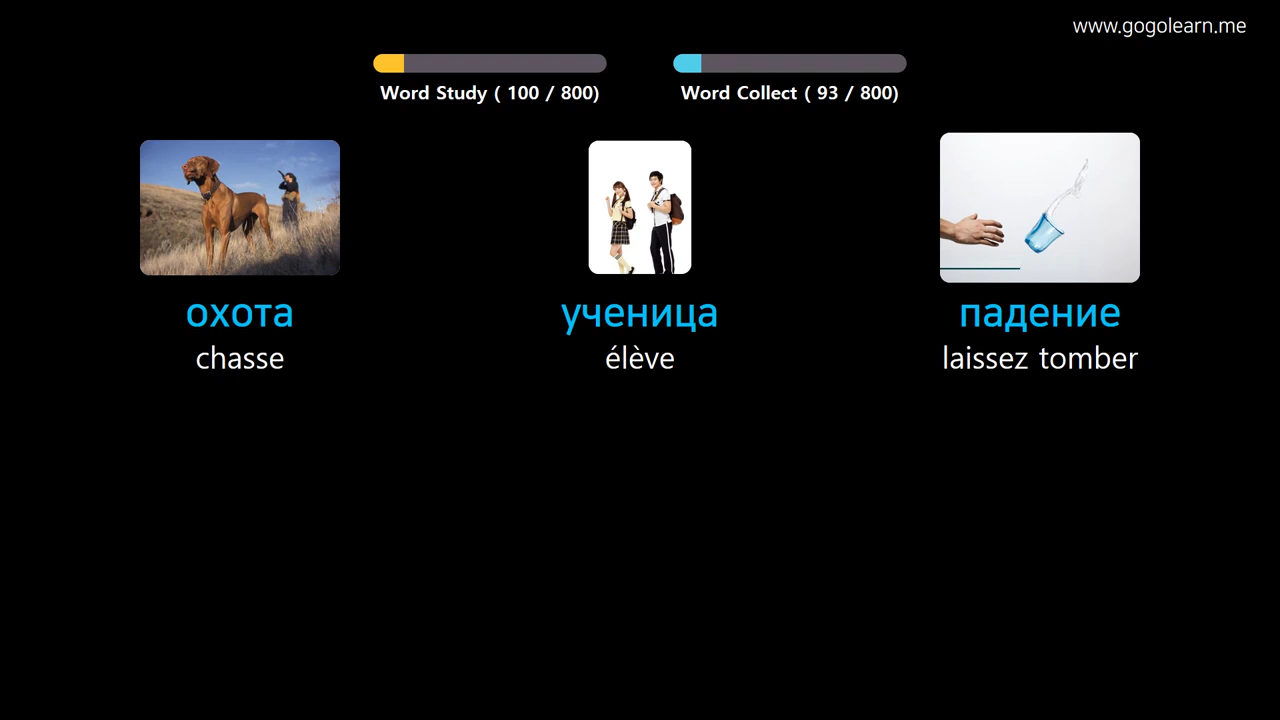 www.gogolearn.me
Word Study ( 100 / 800)
Word Collect ( 93 / 800)
охота
ученица
падение
chasse
élève
laissez tomber